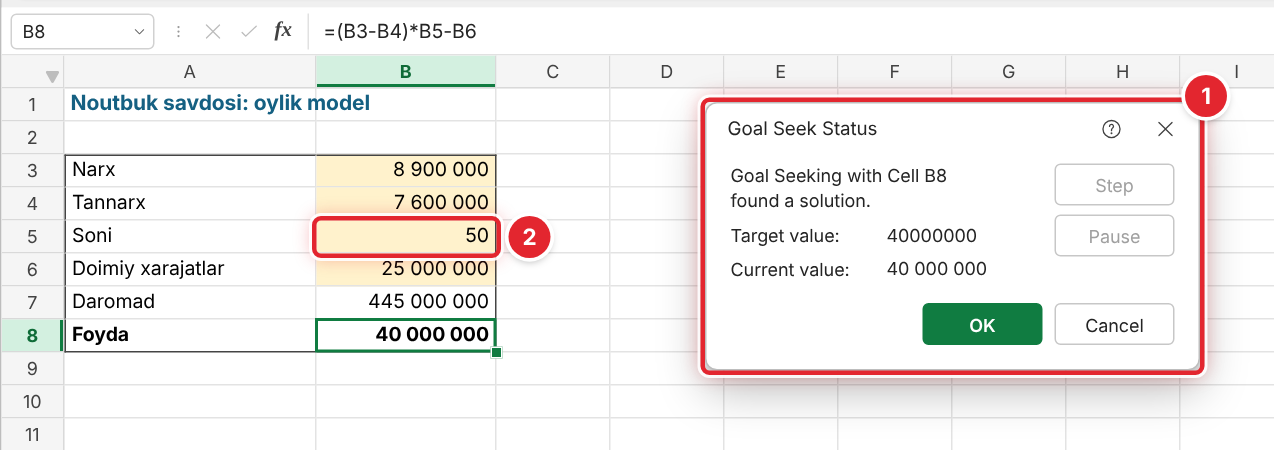 B8 fx =(B3-B4)*B5-B6
A B C D E F G H I
1 Noutbuk savdosi: oylik model
2
3 Narx 8 900 000
4 Tannarx 7 600 000
5 Soni 50
6 Doimiy xarajatlar 25 000 000
7 Daromad 445 000 000
8 Foyda 40 000 000
9
10
11
2
1
Goal Seek Status
Goal Seeking with Cell B8
found a solution.
Target value: 40000000
Current value: 40 000 000
Step
Pause
OK Cancel